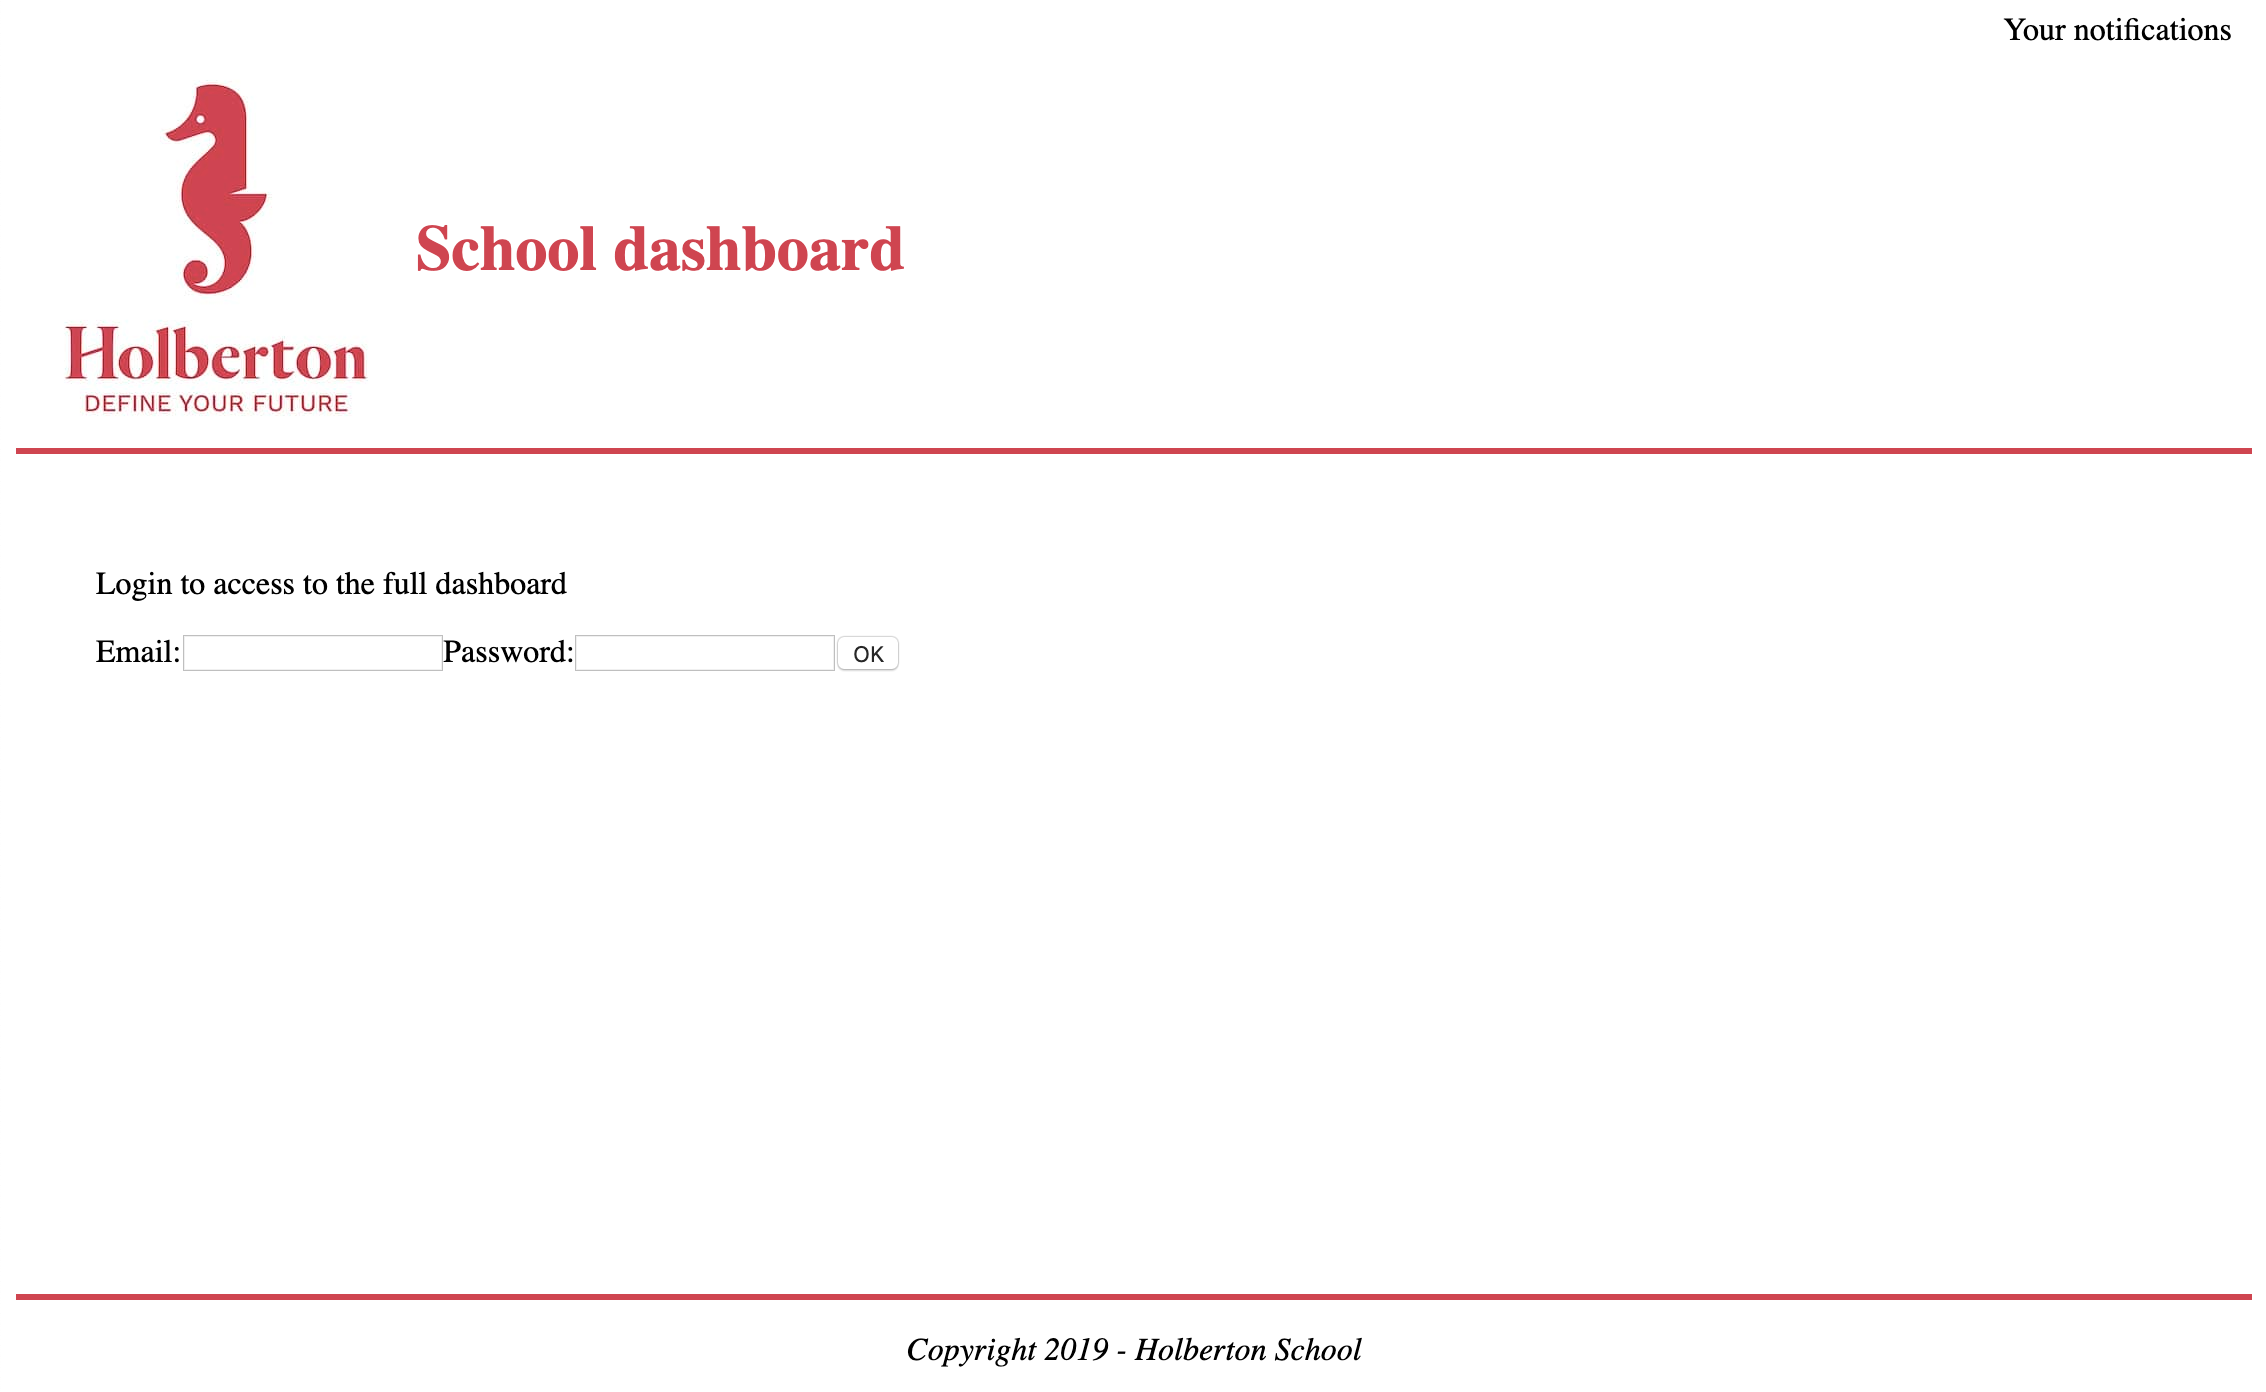 Your notifications
School dashboard
Holberton
DEFINE YOUR FUTURE
Login to access to the full dashboard
Email: Password: OK
Copyright 2019 - Holberton School